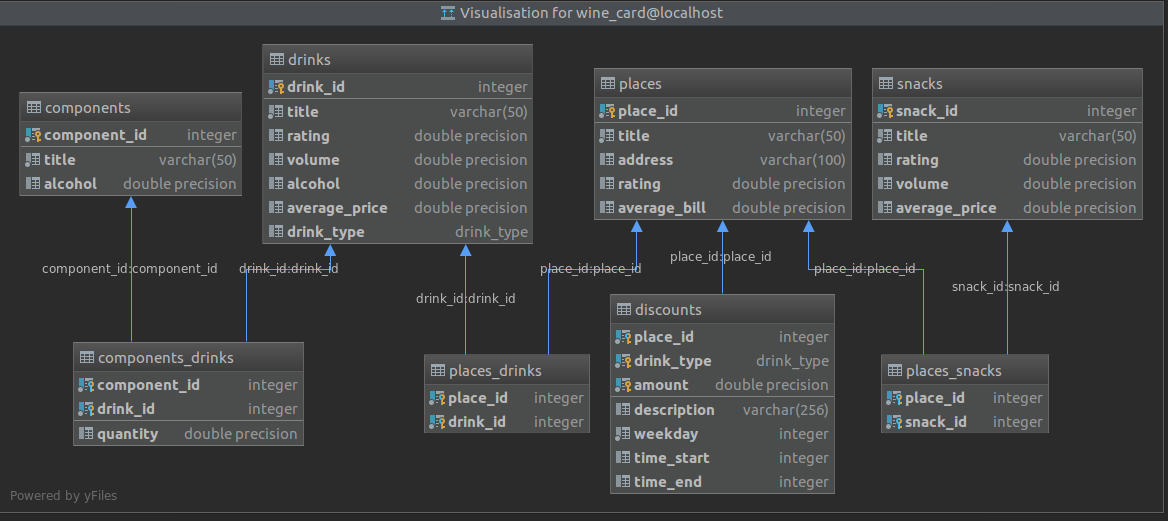 Visualisation for wine_card@localhost
components
component_id integer
title varchar(50)
alcohol double precision
drinks
drink_id integer
title varchar(50)
rating double precision
volume double precision
alcohol double precision
average_price double precision
drink_type drink_type
places
place_id integer
title varchar(50)
address varchar(100)
rating double precision
average_bill double precision
snacks
snack_id integer
title varchar(50)
rating double precision
volume double precision
average_price double precision
component_id:component_id
drink_id:drink_id
drink_id:drink_id
place_id:place_id
place_id:place_id
place_id:place_id
snack_id:snack_id
components_drinks
component_id integer
drink_id integer
quantity double precision
places_drinks
place_id integer
drink_id integer
discounts
place_id integer
drink_type drink_type
amount double precision
description varchar(256)
weekday integer
time_start integer
time_end integer
places_snacks
place_id integer
snack_id integer
Powered by yFiles